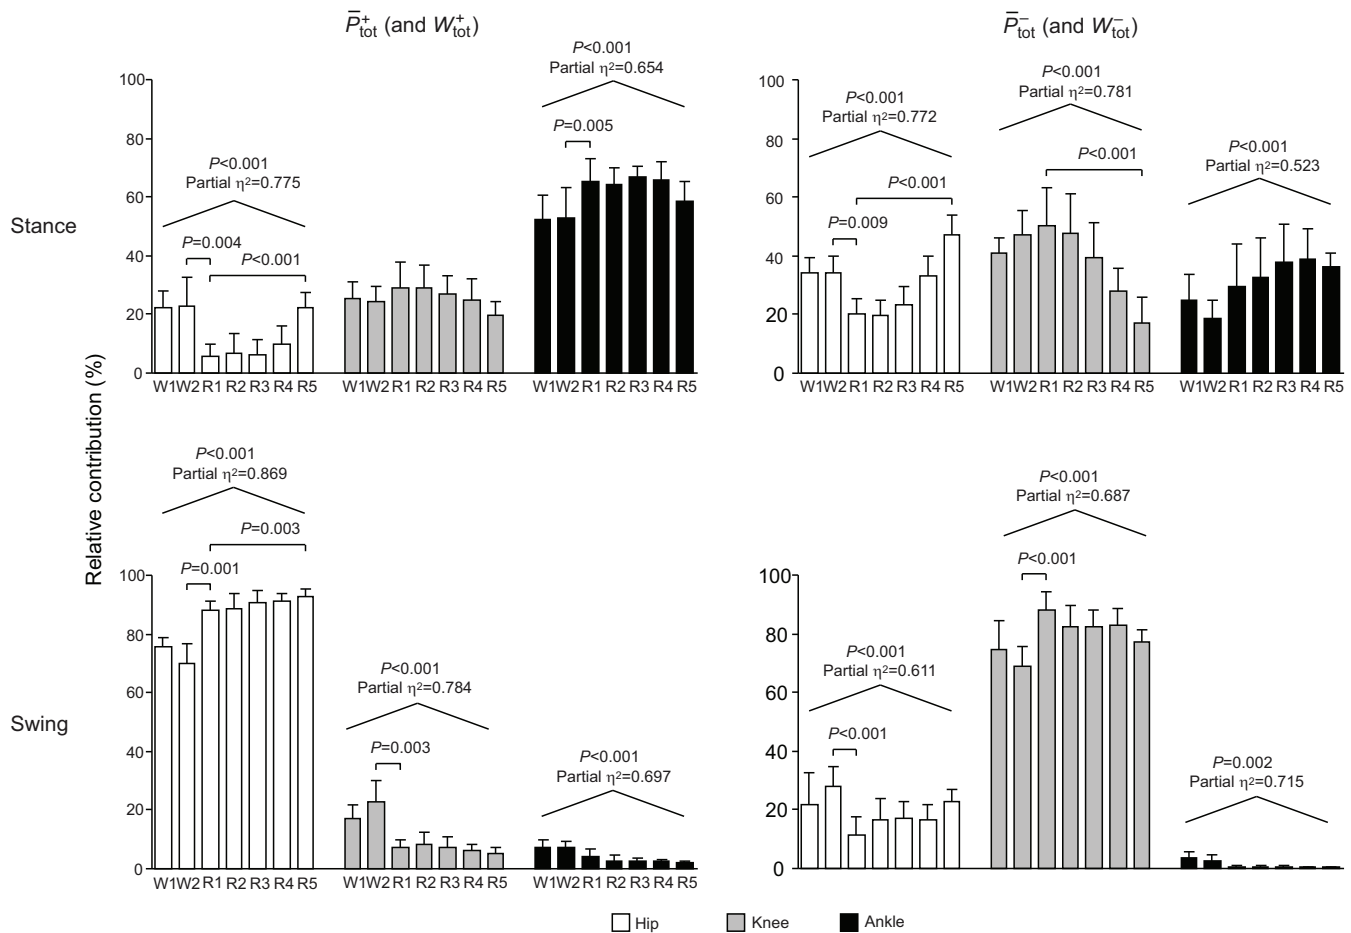 P̅⁺tot (and W⁺tot)
P̅⁻tot (and W⁻tot)
Stance
Swing
Relative contribution (%)
100
80
60
40
20
0
P<0.001
Partial η²=0.775
P=0.004
P<0.001
W1W2 R1 R2 R3 R4 R5
W1W2 R1 R2 R3 R4 R5
P<0.001
Partial η²=0.654
P=0.005
W1W2 R1 R2 R3 R4 R5
100
80
60
40
20
0
P<0.001
Partial η²=0.772
P<0.001
P=0.009
W1 W2 R1 R2 R3 R4 R5
P<0.001
Partial η²=0.781
P<0.001
W1W2 R1 R2 R3 R4 R5
P<0.001
Partial η²=0.523
W1W2 R1 R2 R3 R4 R5
100
80
60
40
20
0
P<0.001
Partial η²=0.869
P=0.003
P=0.001
W1W2 R1 R2 R3 R4 R5
P<0.001
Partial η²=0.784
P=0.003
W1W2 R1 R2 R3 R4 R5
P<0.001
Partial η²=0.697
W1W2 R1 R2 R3 R4 R5
100
80
60
40
20
0
P<0.001
Partial η²=0.611
P<0.001
P<0.001
Partial η²=0.687
P<0.001
P=0.002
Partial η²=0.715
Hip
Knee
Ankle